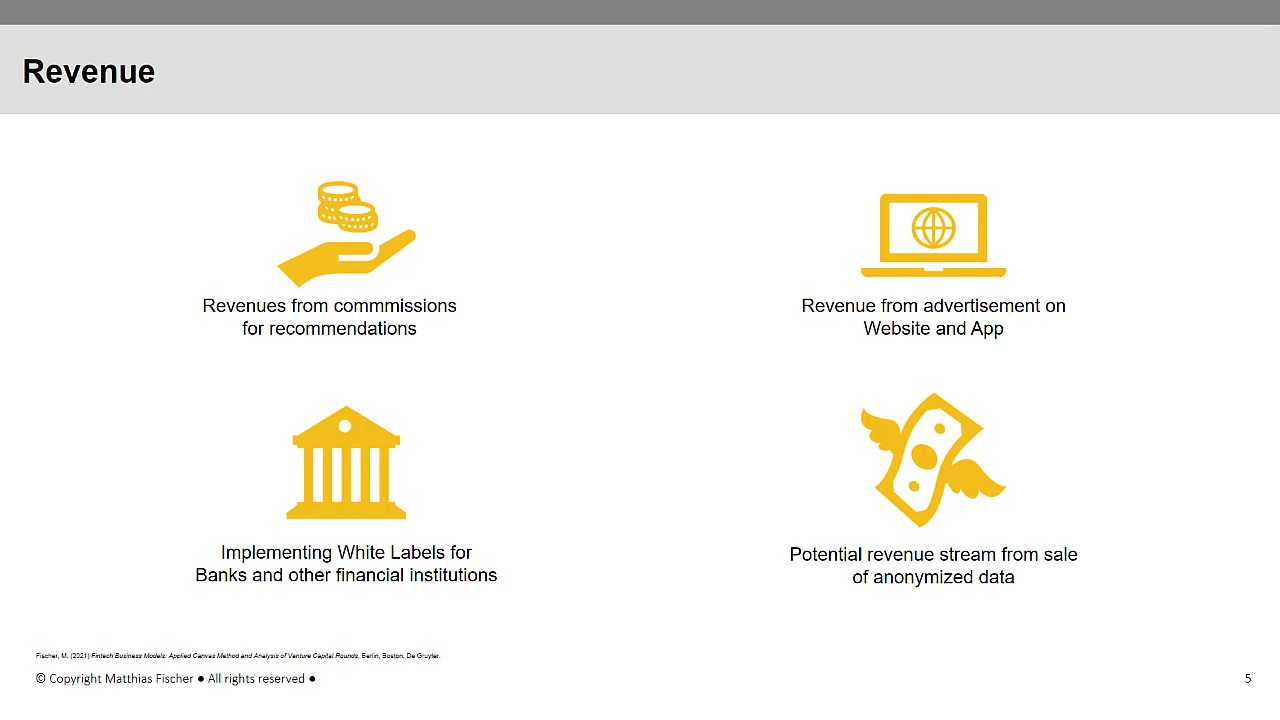 Revenue
Revenues from commmissions
for recommendations
Revenue from advertisement on
Website and App
Implementing White Labels for
Banks and other financial institutions
Potential revenue stream from sale
of anonymized data
Fischer, M. (2021) Fintech Business Models: Applied Canvas Method and Analysis of Venture Capital Rounds, Berlin, Boston, De Gruyter.
© Copyright Matthias Fischer ● All rights reserved ●
5